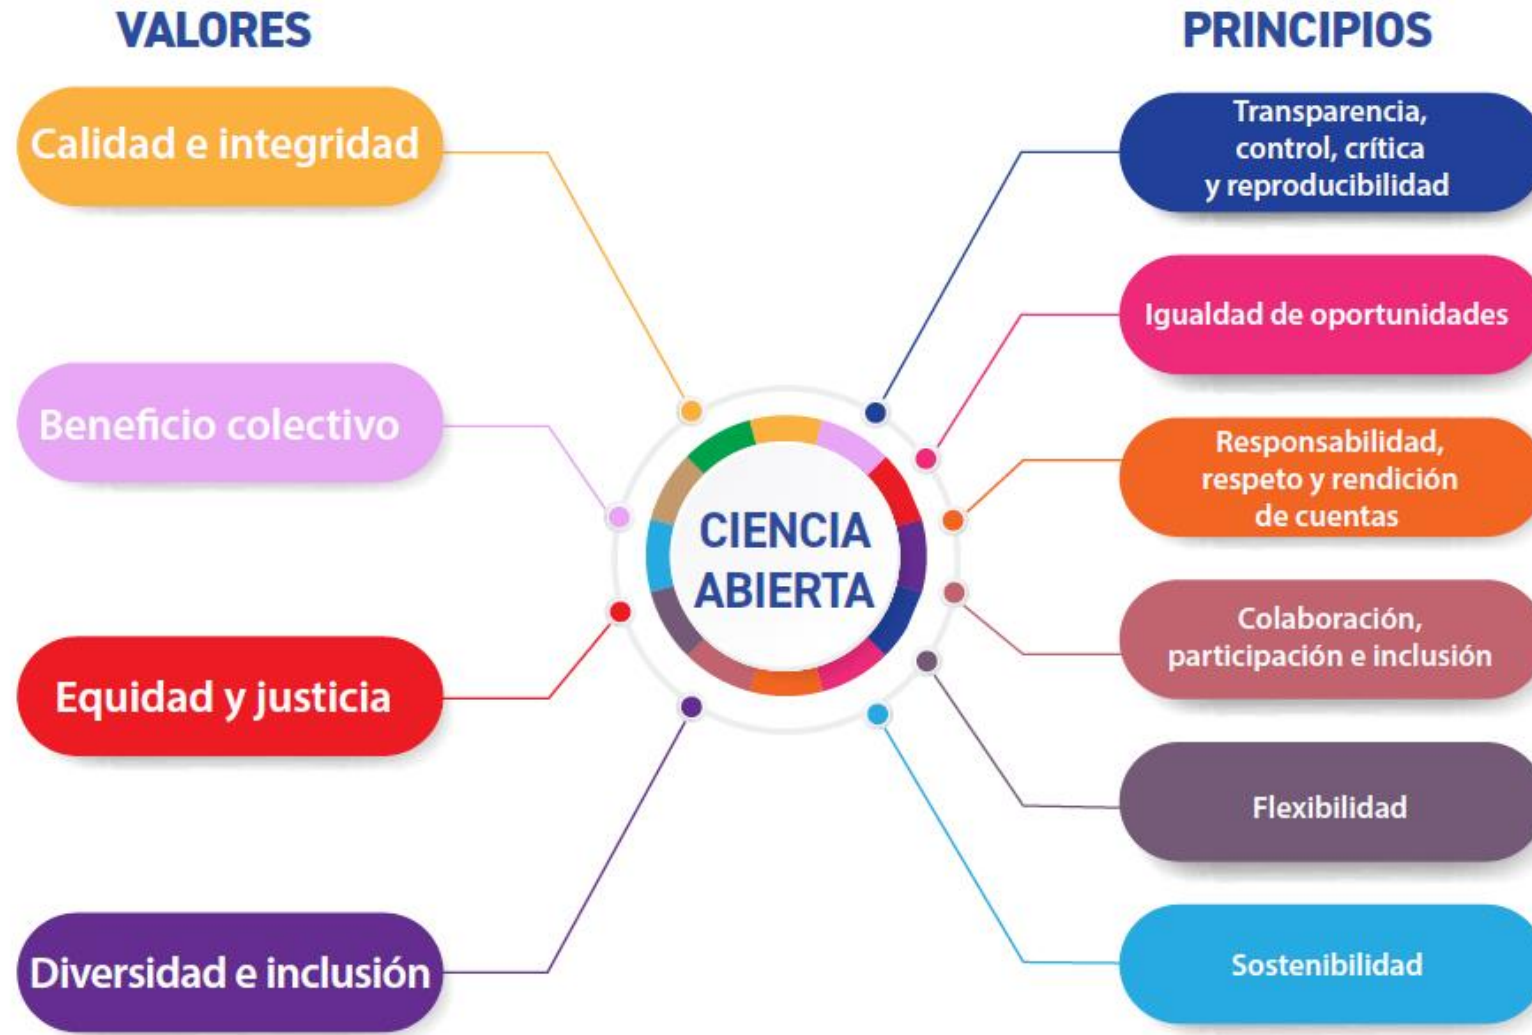 VALORES
Calidad e integridad
Beneficio colectivo
Equidad y justicia
Diversidad e inclusión
CIENCIA
ABIERTA
PRINCIPIOS
Transparencia,
control, crítica
y reproducibilidad
Igualdad de oportunidades
Responsabilidad,
respeto y rendición
de cuentas
Colaboración,
participación e inclusión
Flexibilidad
Sostenibilidad